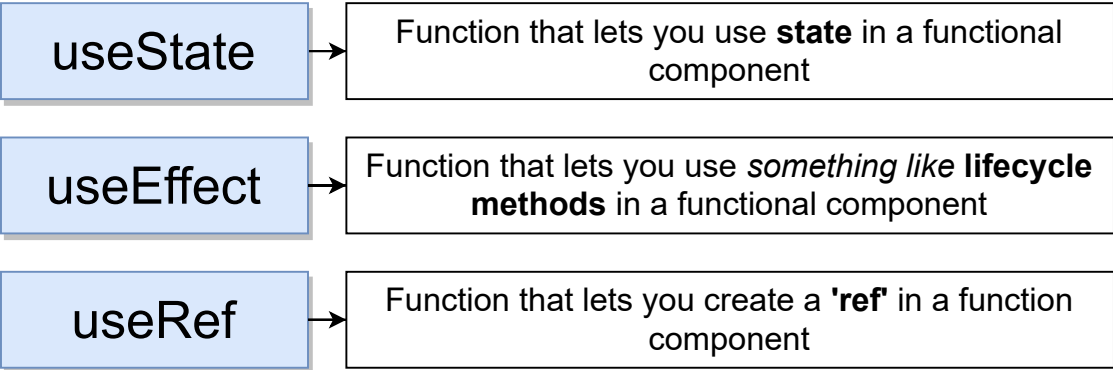 useState
Function that lets you use state in a functional
component
useEffect
Function that lets you use something like lifecycle
methods in a functional component
useRef
Function that lets you create a 'ref' in a function
component